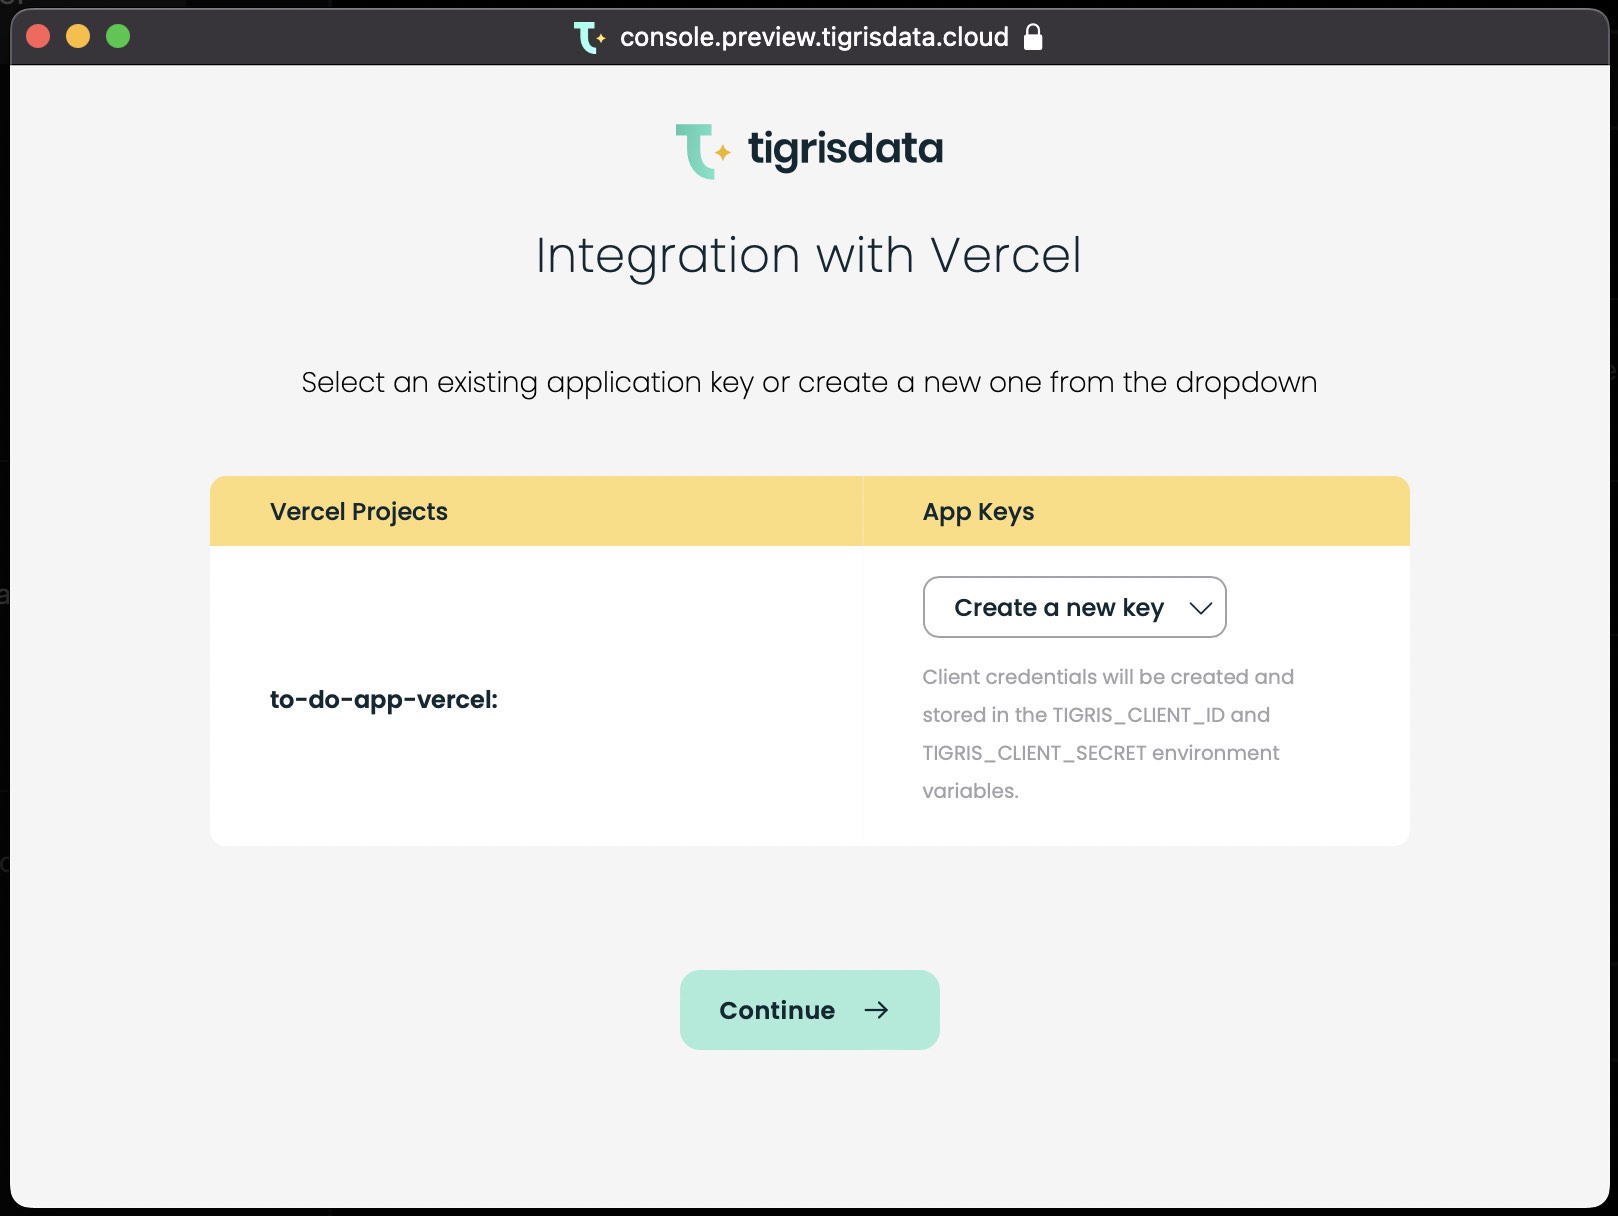 console.preview.tigrisdata.cloud
tigrisdata
Integration with Vercel
Select an existing application key or create a new one from the dropdown
Vercel Projects
App Keys
Create a new key
Client credentials will be created and
stored in the TIGRIS_CLIENT_ID and
TIGRIS_CLIENT_SECRET environment
variables.
to-do-app-vercel:
Continue